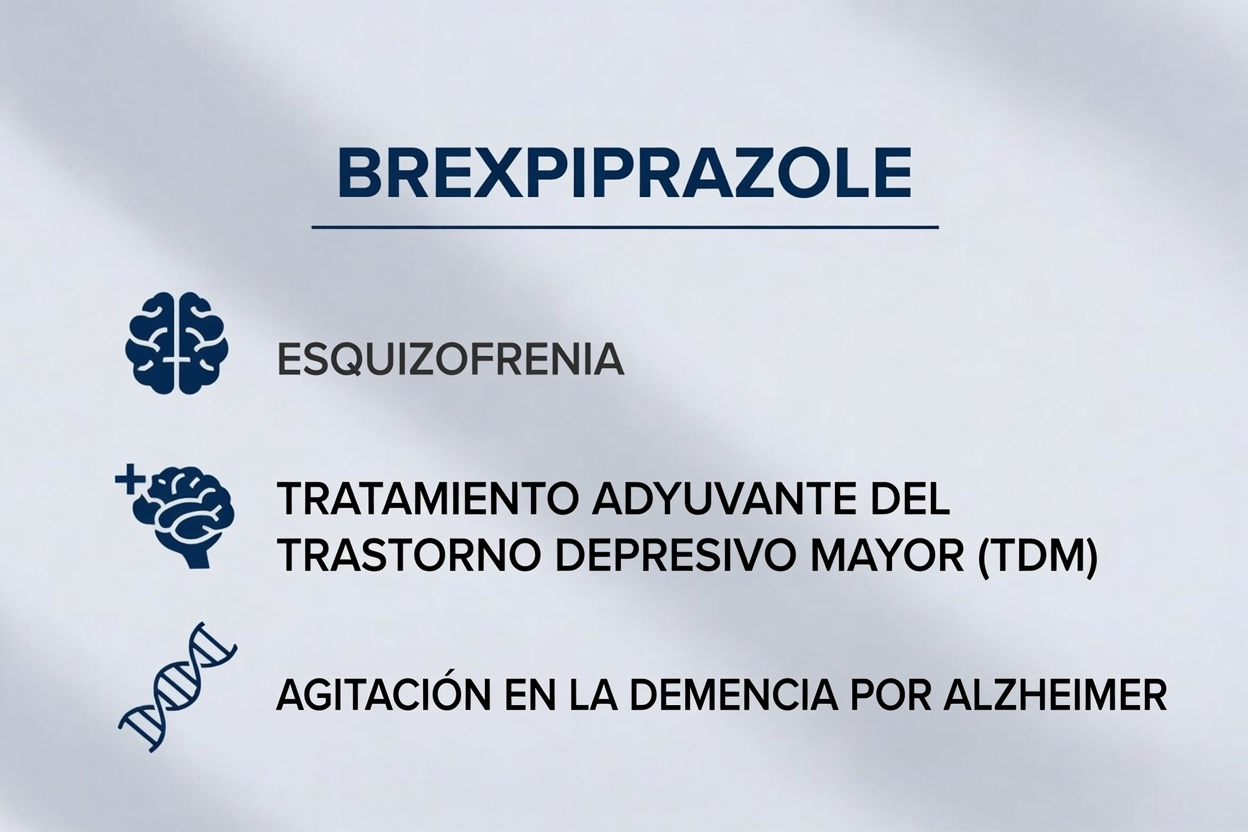 BREXPIPRAZOLE
ESQUIZOFRENIA
TRATAMIENTO ADYUVANTE DEL
TRASTORNO DEPRESIVO MAYOR (TDM)
AGITACIÓN EN LA DEMENCIA POR ALZHEIMER